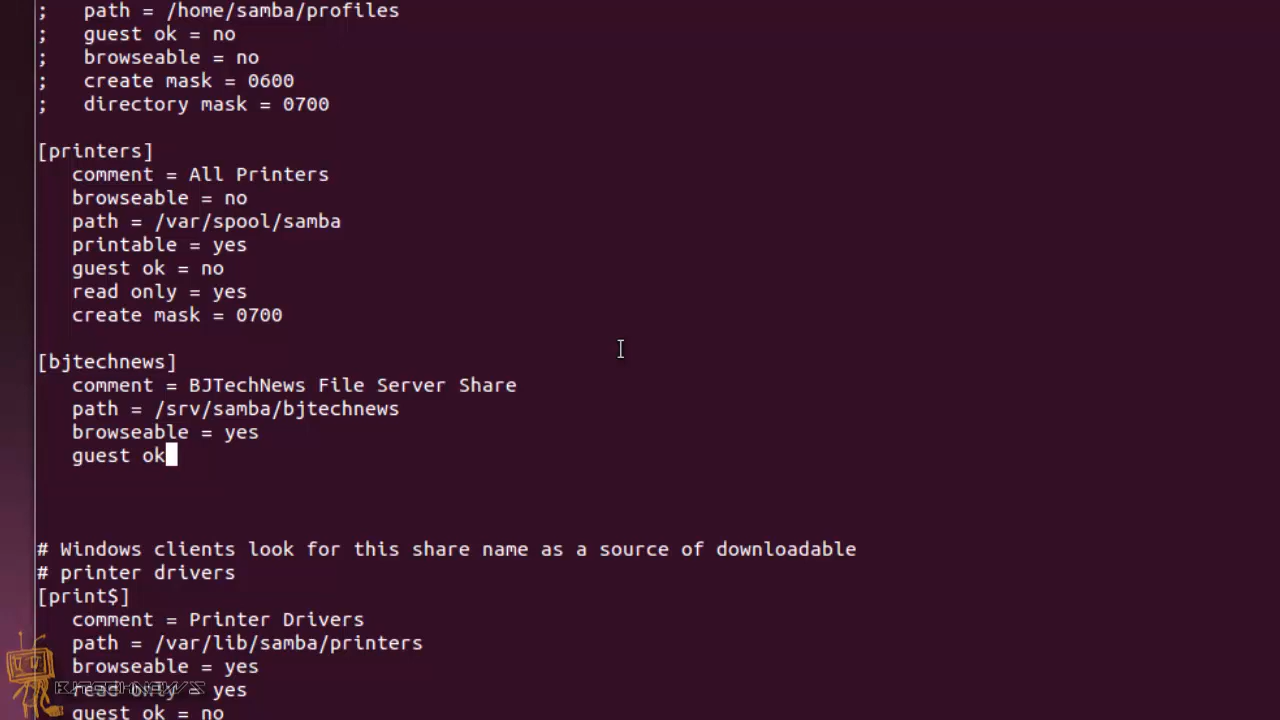 ;   path = /home/samba/profiles
;   guest ok = no
;   browseable = no
;   create mask = 0600
;   directory mask = 0700
[printers]
   comment = All Printers
   browseable = no
   path = /var/spool/samba
   printable = yes
   guest ok = no
   read only = yes
   create mask = 0700
[bjtechnews]
   comment = BJTechNews File Server Share
   path = /srv/samba/bjtechnews
   browseable = yes
   guest ok
# Windows clients look for this share name as a source of downloadable
# printer drivers
[print$]
   comment = Printer Drivers
   path = /var/lib/samba/printers
   browseable = yes
   read only = yes
   guest ok = no
BJTECHNEWS